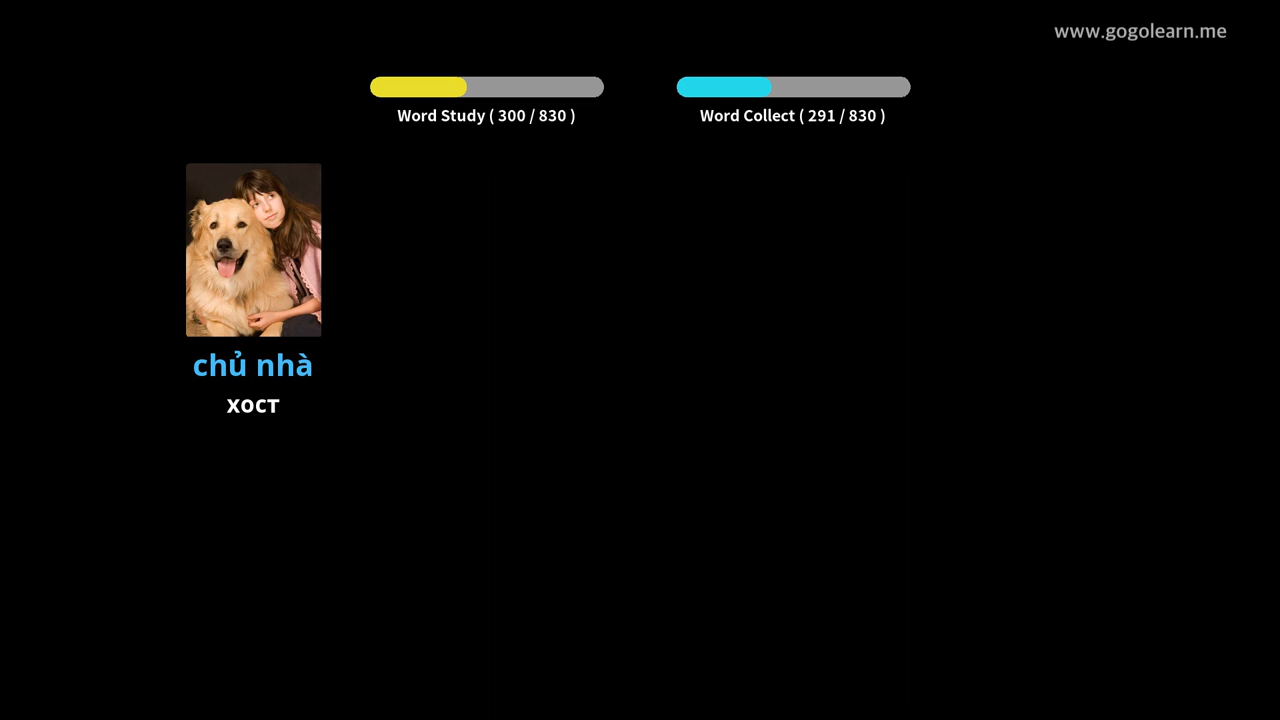 www.gogolearn.me
Word Study ( 300 / 830 )
Word Collect ( 291 / 830 )
chủ nhà
хост